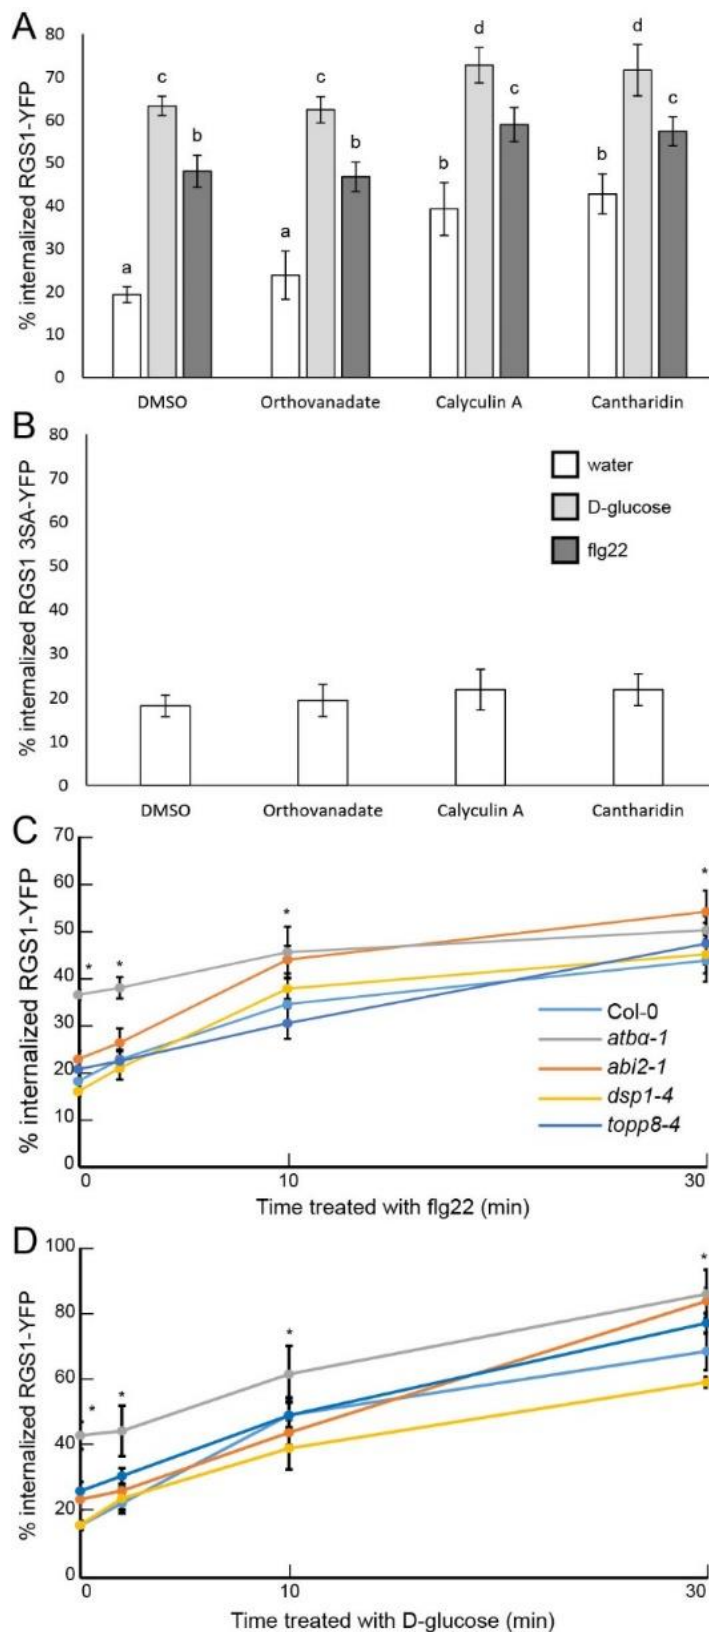 A
% internalized RGS1-YFP
80
70
60
50
40
30
20
10
0
a
c
b
a
c
b
b
d
c
b
d
c
DMSO
Orthovanadate
Calyculin A
Cantharidin
B
% internalized RGS1 3SA-YFP
80
70
60
50
40
30
20
10
0
water
D-glucose
flg22
DMSO
Orthovanadate
Calyculin A
Cantharidin
C
% internalized RGS1-YFP
70
60
50
40
30
20
10
0
*
*
*
*
Col-0
atbα-1
abi2-1
dsp1-4
topp8-4
0
10
30
Time treated with flg22 (min)
D
% internalized RGS1-YFP
100
80
60
40
20
0
*
*
*
*
0
10
30
Time treated with D-glucose (min)